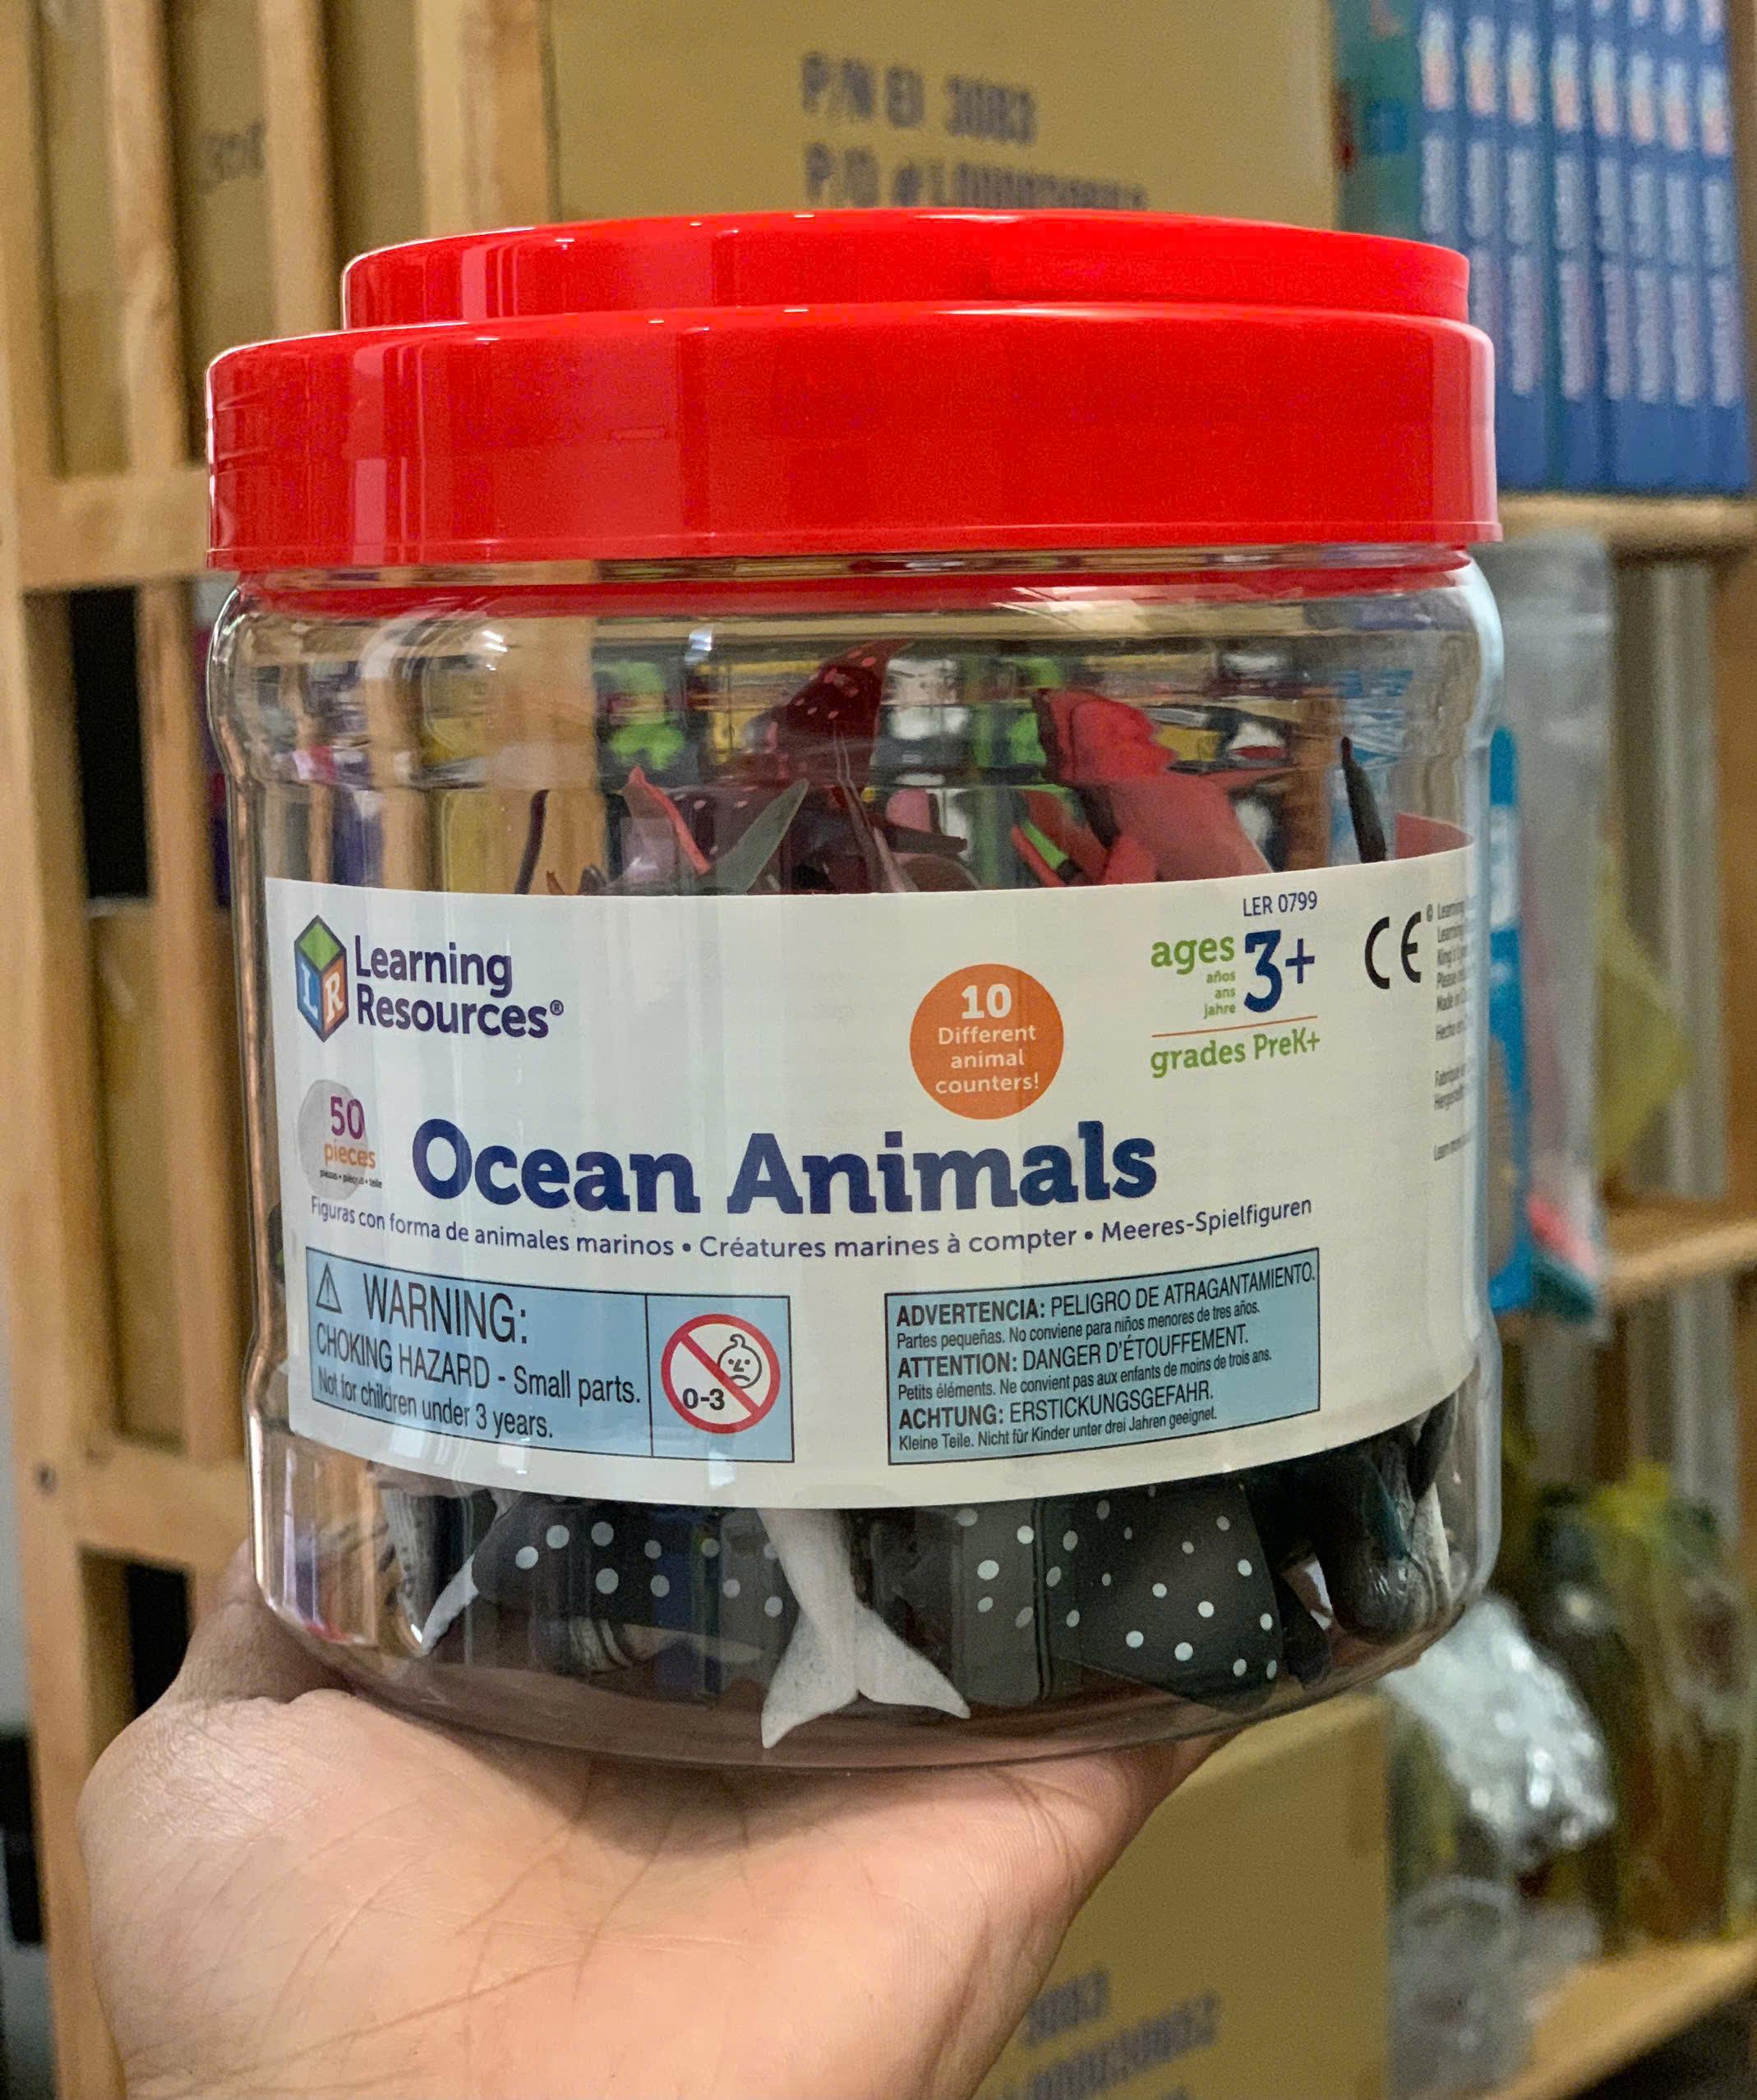 P/N EI 3083
P/O #
Learning
Resources®
L R
50
pieces
10
Different
animal
counters!
LER 0799
ages 3+
años
ans
jahre
grades PreK+
CE
© Learning
Ocean Animals
Figuras con forma de animales marinos • Créatures marines à compter • Meeres-Spielfiguren
WARNING:
CHOKING HAZARD - Small parts.
Not for children under 3 years.
0-3
ADVERTENCIA: PELIGRO DE ATRAGANTAMIENTO.
Partes pequeñas. No conviene para niños menores de tres años.
ATTENTION: DANGER D'ÉTOUFFEMENT.
Petits éléments. Ne convient pas aux enfants de moins de trois ans.
ACHTUNG: ERSTICKUNGSGEFAHR.
Kleine Teile. Nicht für Kinder unter drei Jahren geeignet.